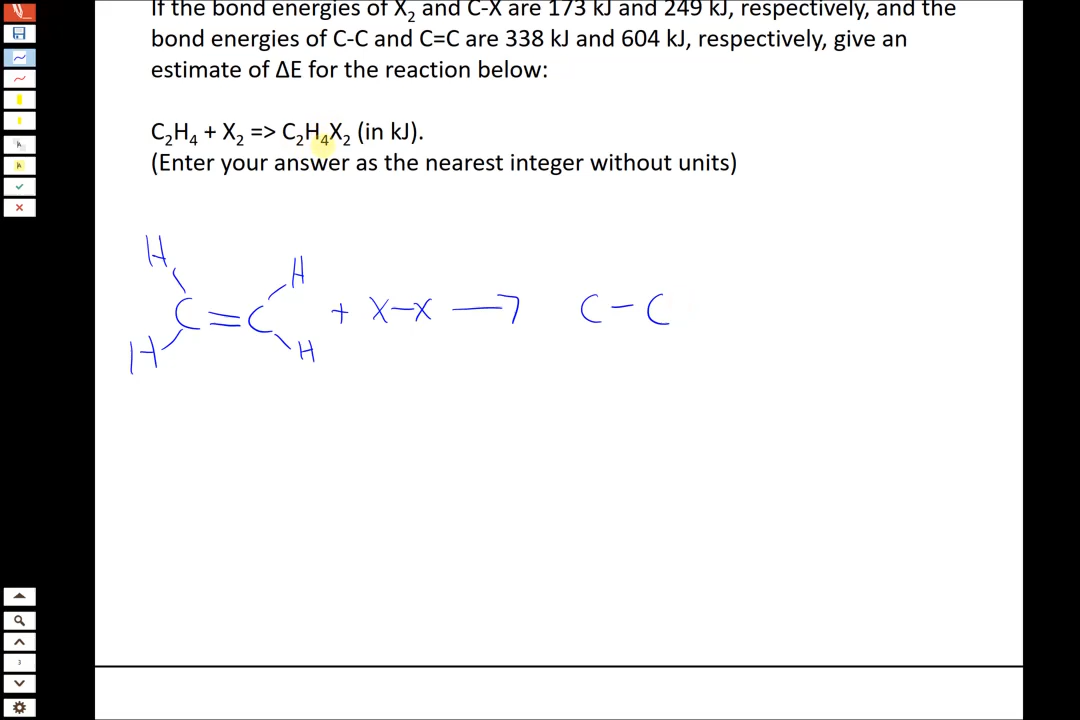 If the bond energies of X₂ and C-X are 173 kJ and 249 kJ, respectively, and the
bond energies of C-C and C=C are 338 kJ and 604 kJ, respectively, give an
estimate of ΔE for the reaction below:
C₂H₄ + X₂ => C₂H₄X₂ (in kJ).
(Enter your answer as the nearest integer without units)
H H
C=C + X-X → C-C
H H
3